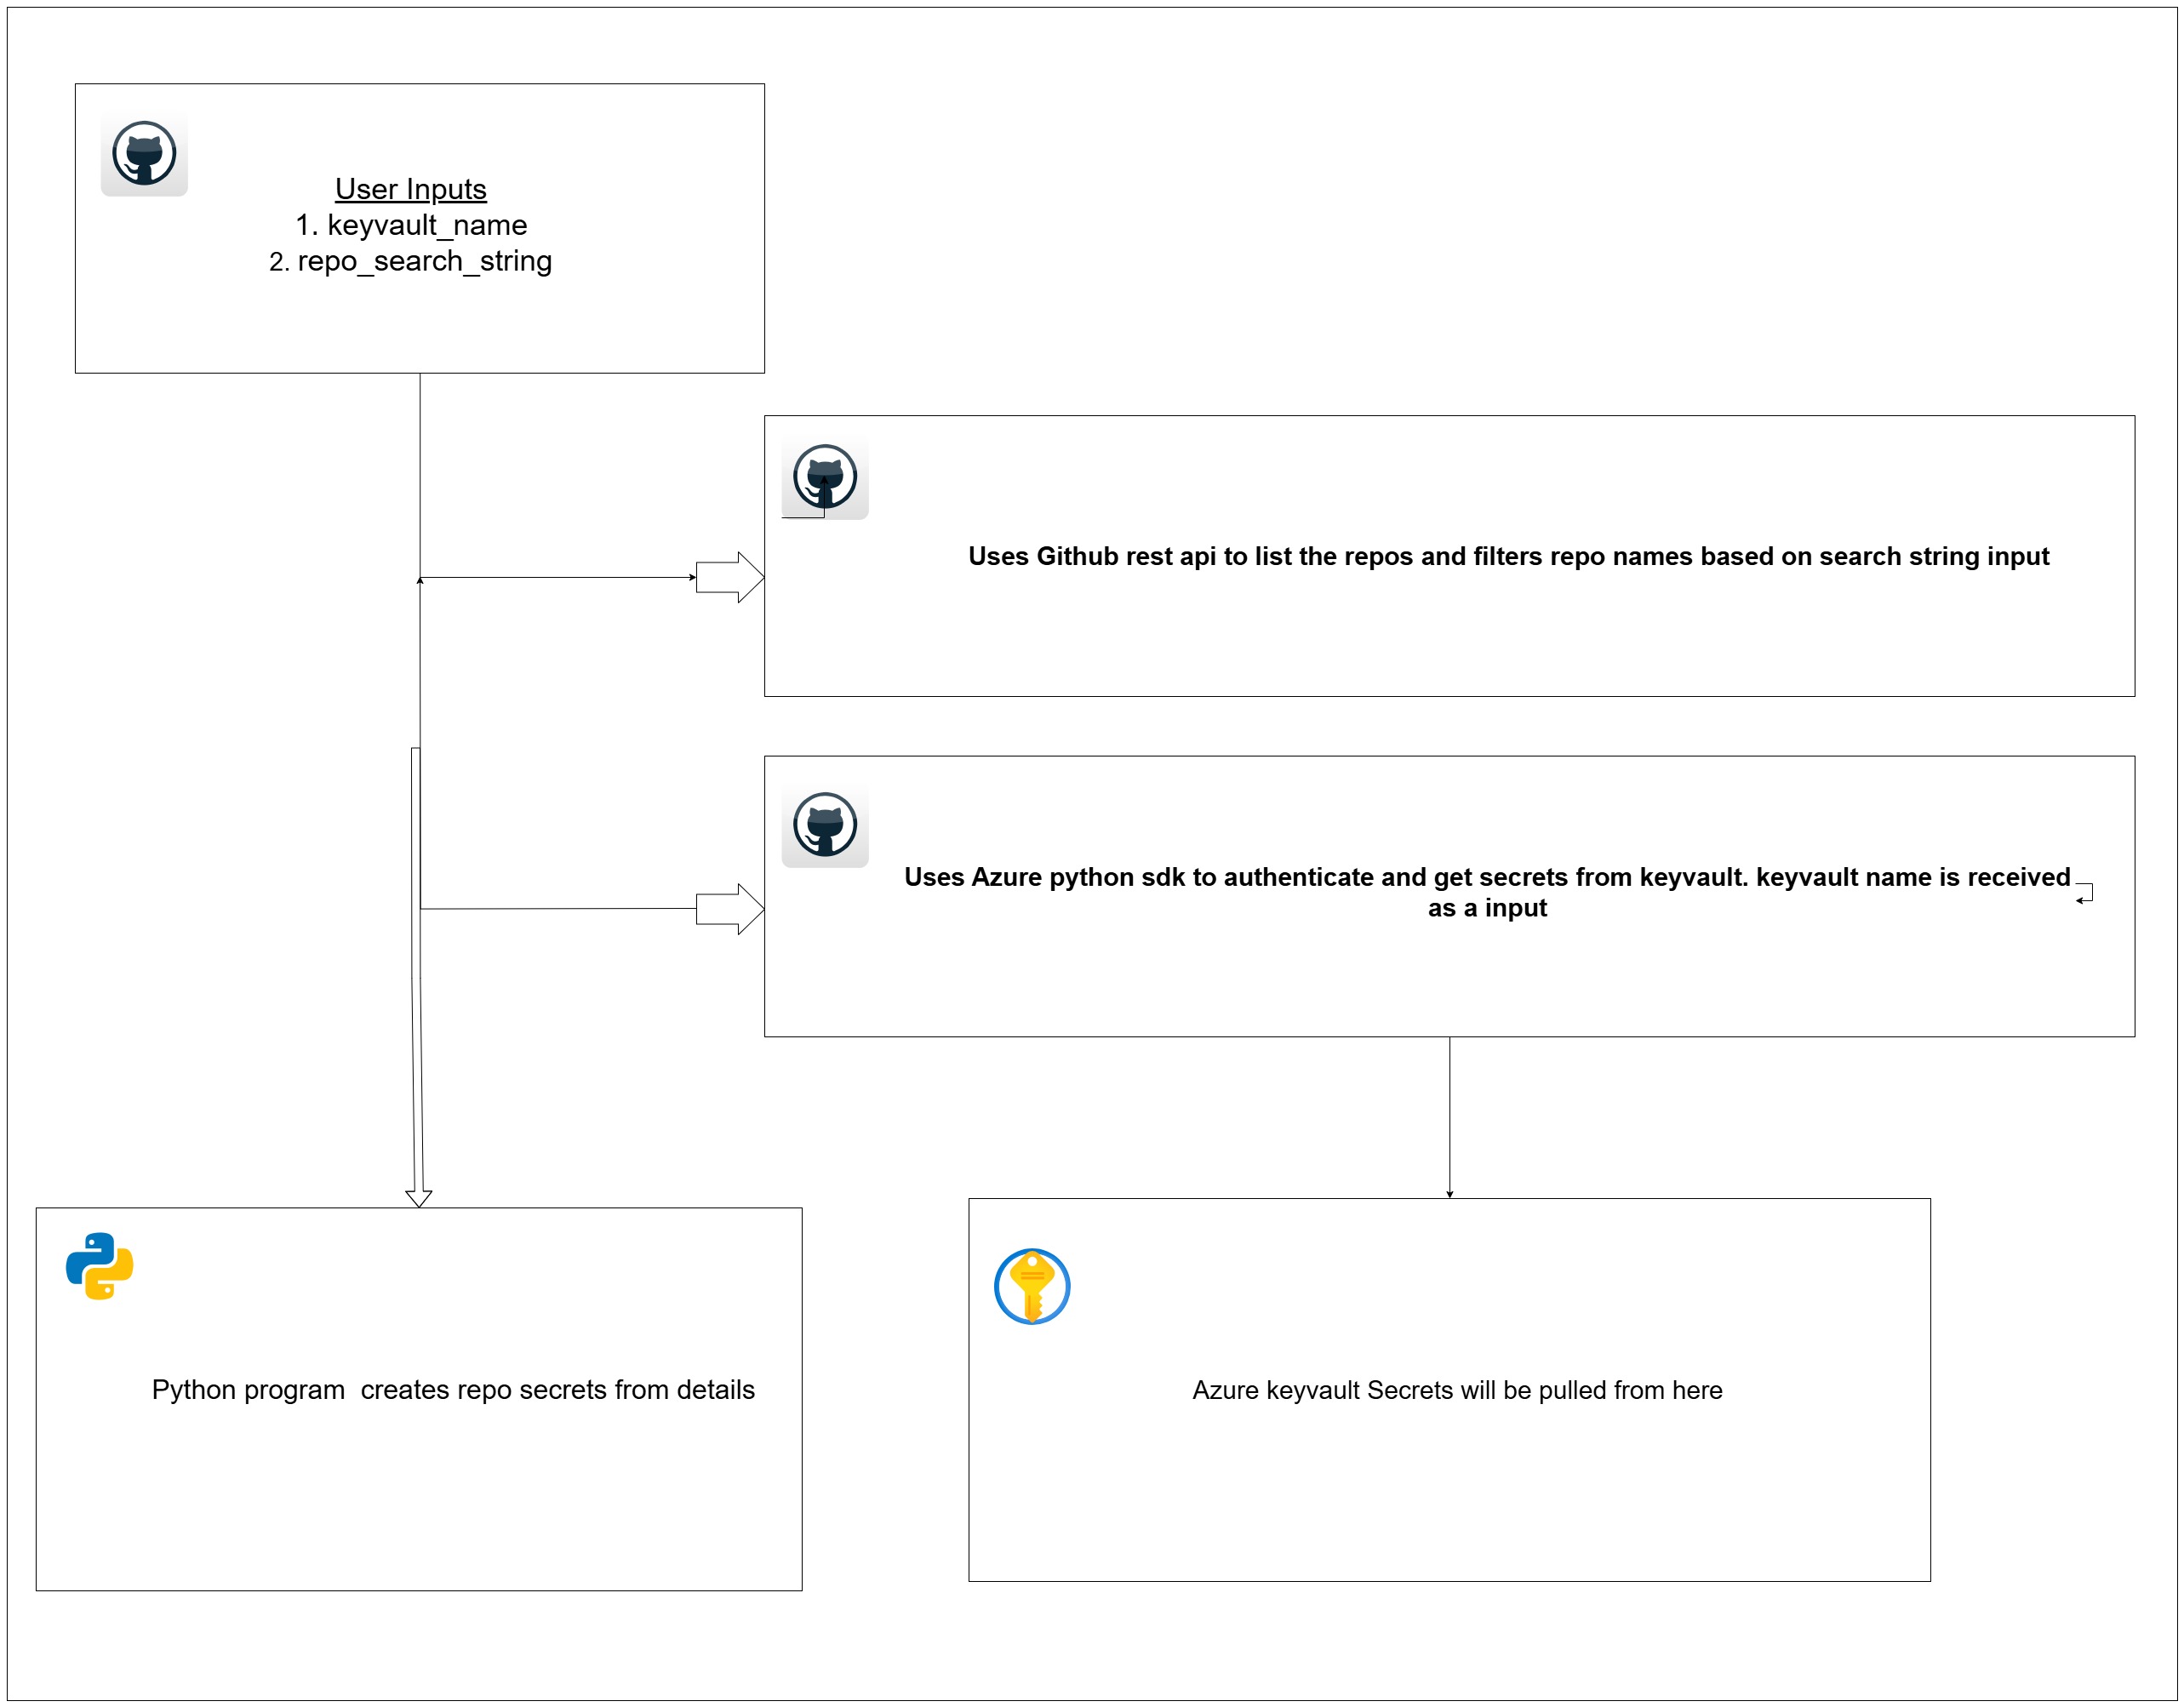 User Inputs
1. keyvault_name
2. repo_search_string
Uses Github rest api to list the repos and filters repo names based on search string input
Uses Azure python sdk to authenticate and get secrets from keyvault. keyvault name is received
as a input
Python program  creates repo secrets from details
Azure keyvault Secrets will be pulled from here